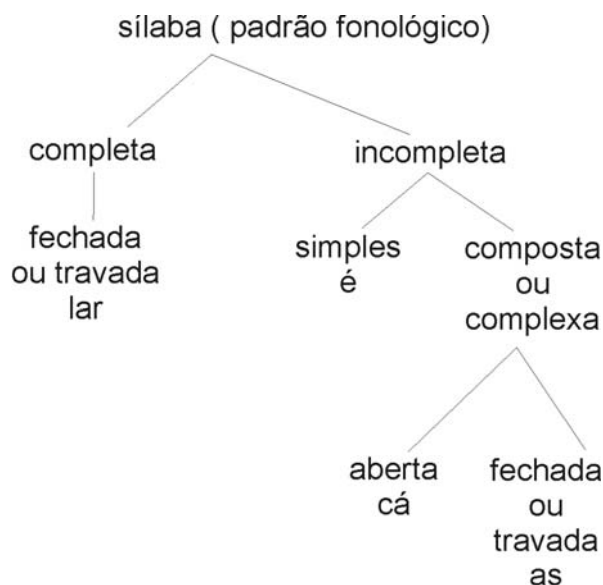 sílaba ( padrão fonológico)
completa
incompleta
fechada
ou travada
lar
simples
é
composta
ou
complexa
aberta
cá
fechada
ou
travada
as